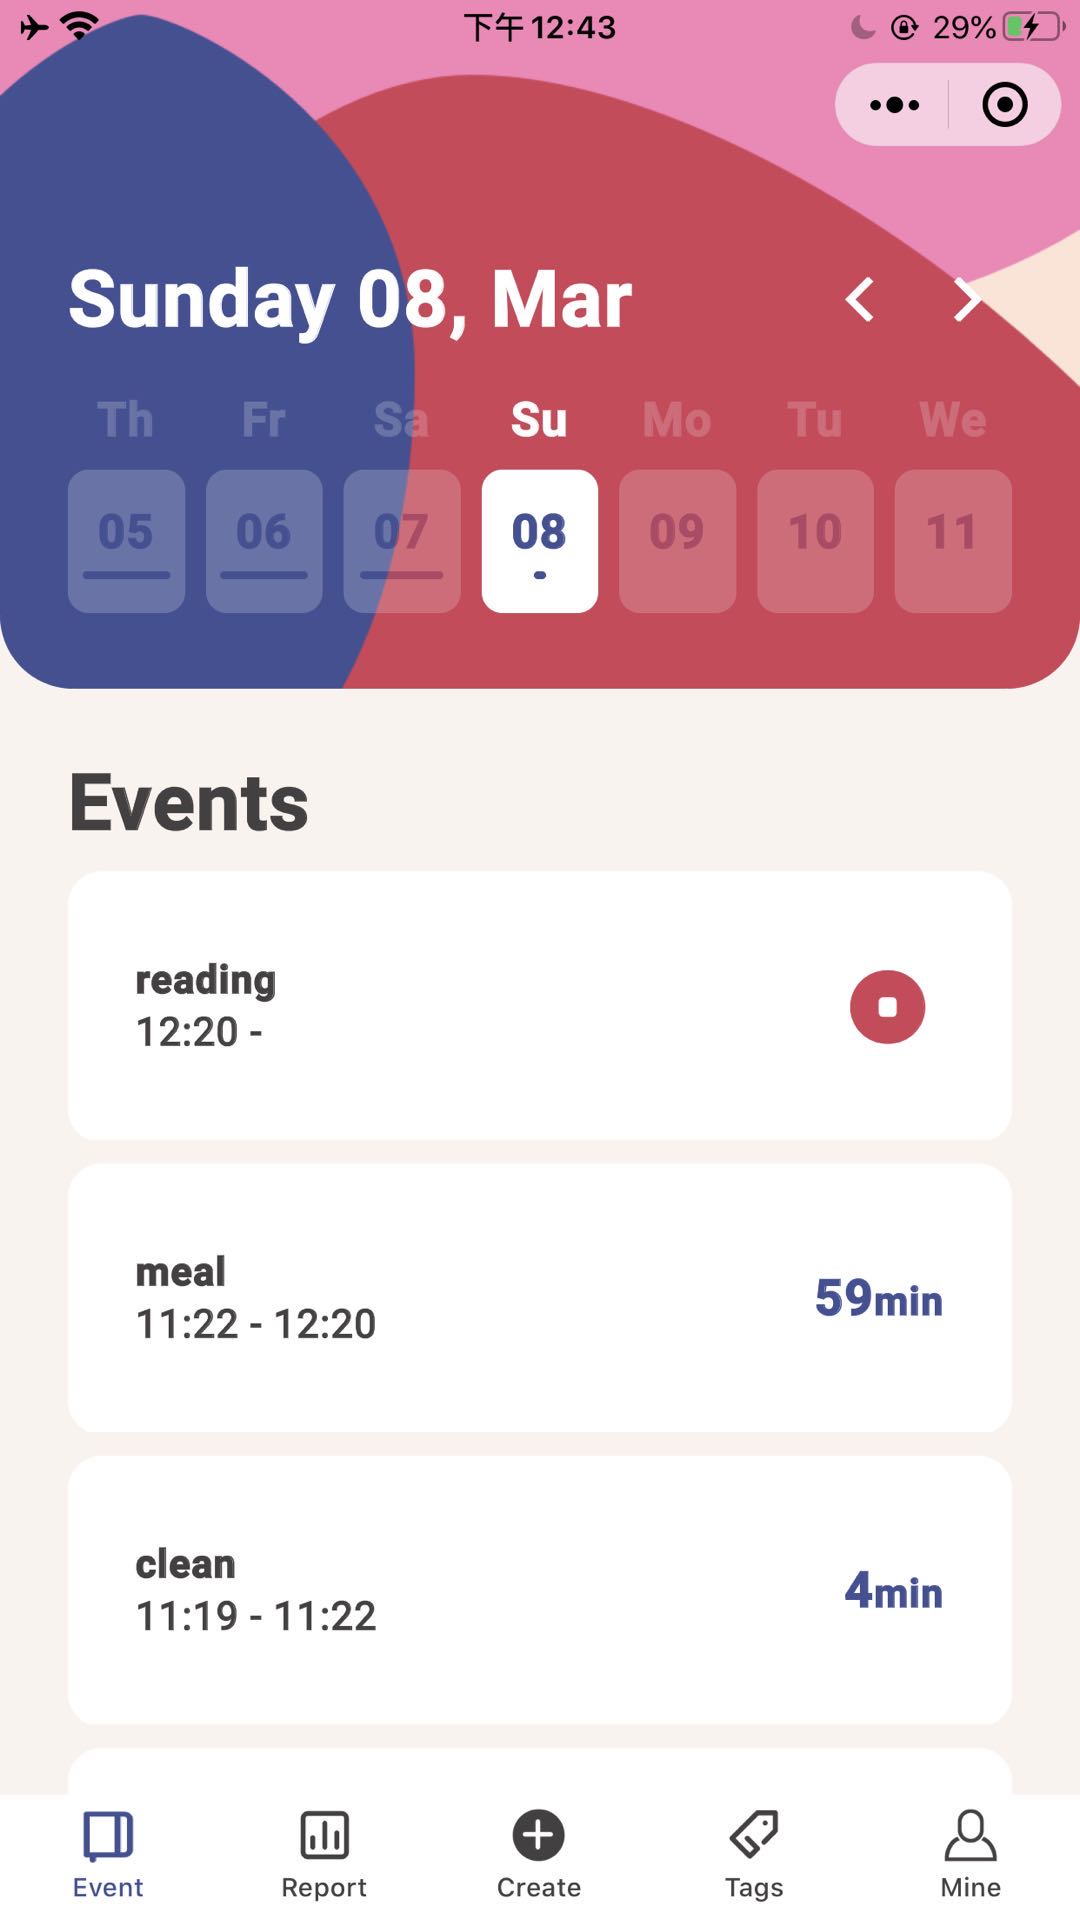 下午 12:43
29%
Sunday 08, Mar
Th Fr Sa Su Mo Tu We
05 06 07 08 09 10 11
Events
reading
12:20 -
meal
11:22 - 12:20
59min
clean
11:19 - 11:22
4min
Event Report Create Tags Mine